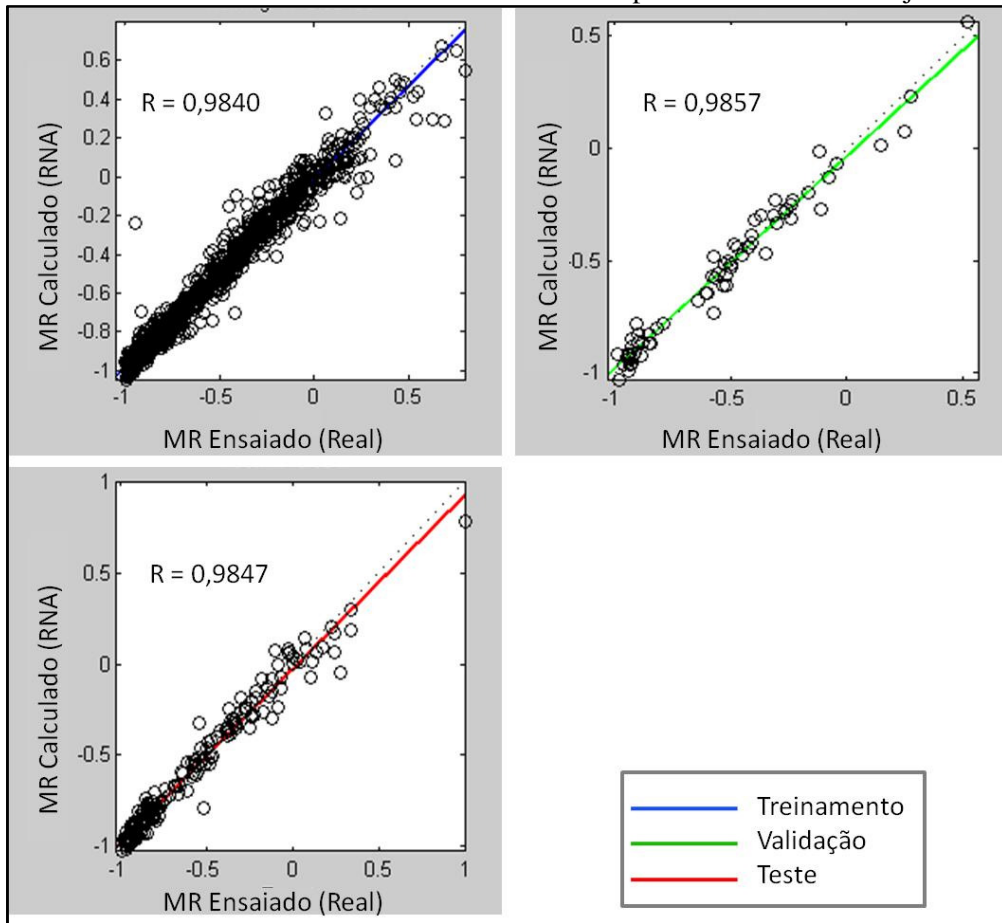 0.6
0.4
0.2
0
-0.2
-0.4
-0.6
-0.8
-1
R = 0,9840
MR Calculado (RNA)
-1
-0.5
0
0.5
MR Ensaiado (Real)
0.5
0
-0.5
-1
R = 0,9857
MR Calculado (RNA)
-1
-0.5
0
0.5
MR Ensaiado (Real)
1
0.5
0
-0.5
-1
R = 0,9847
MR Calculado (RNA)
-1
-0.5
0
0.5
1
MR Ensaiado (Real)
Treinamento
Validação
Teste